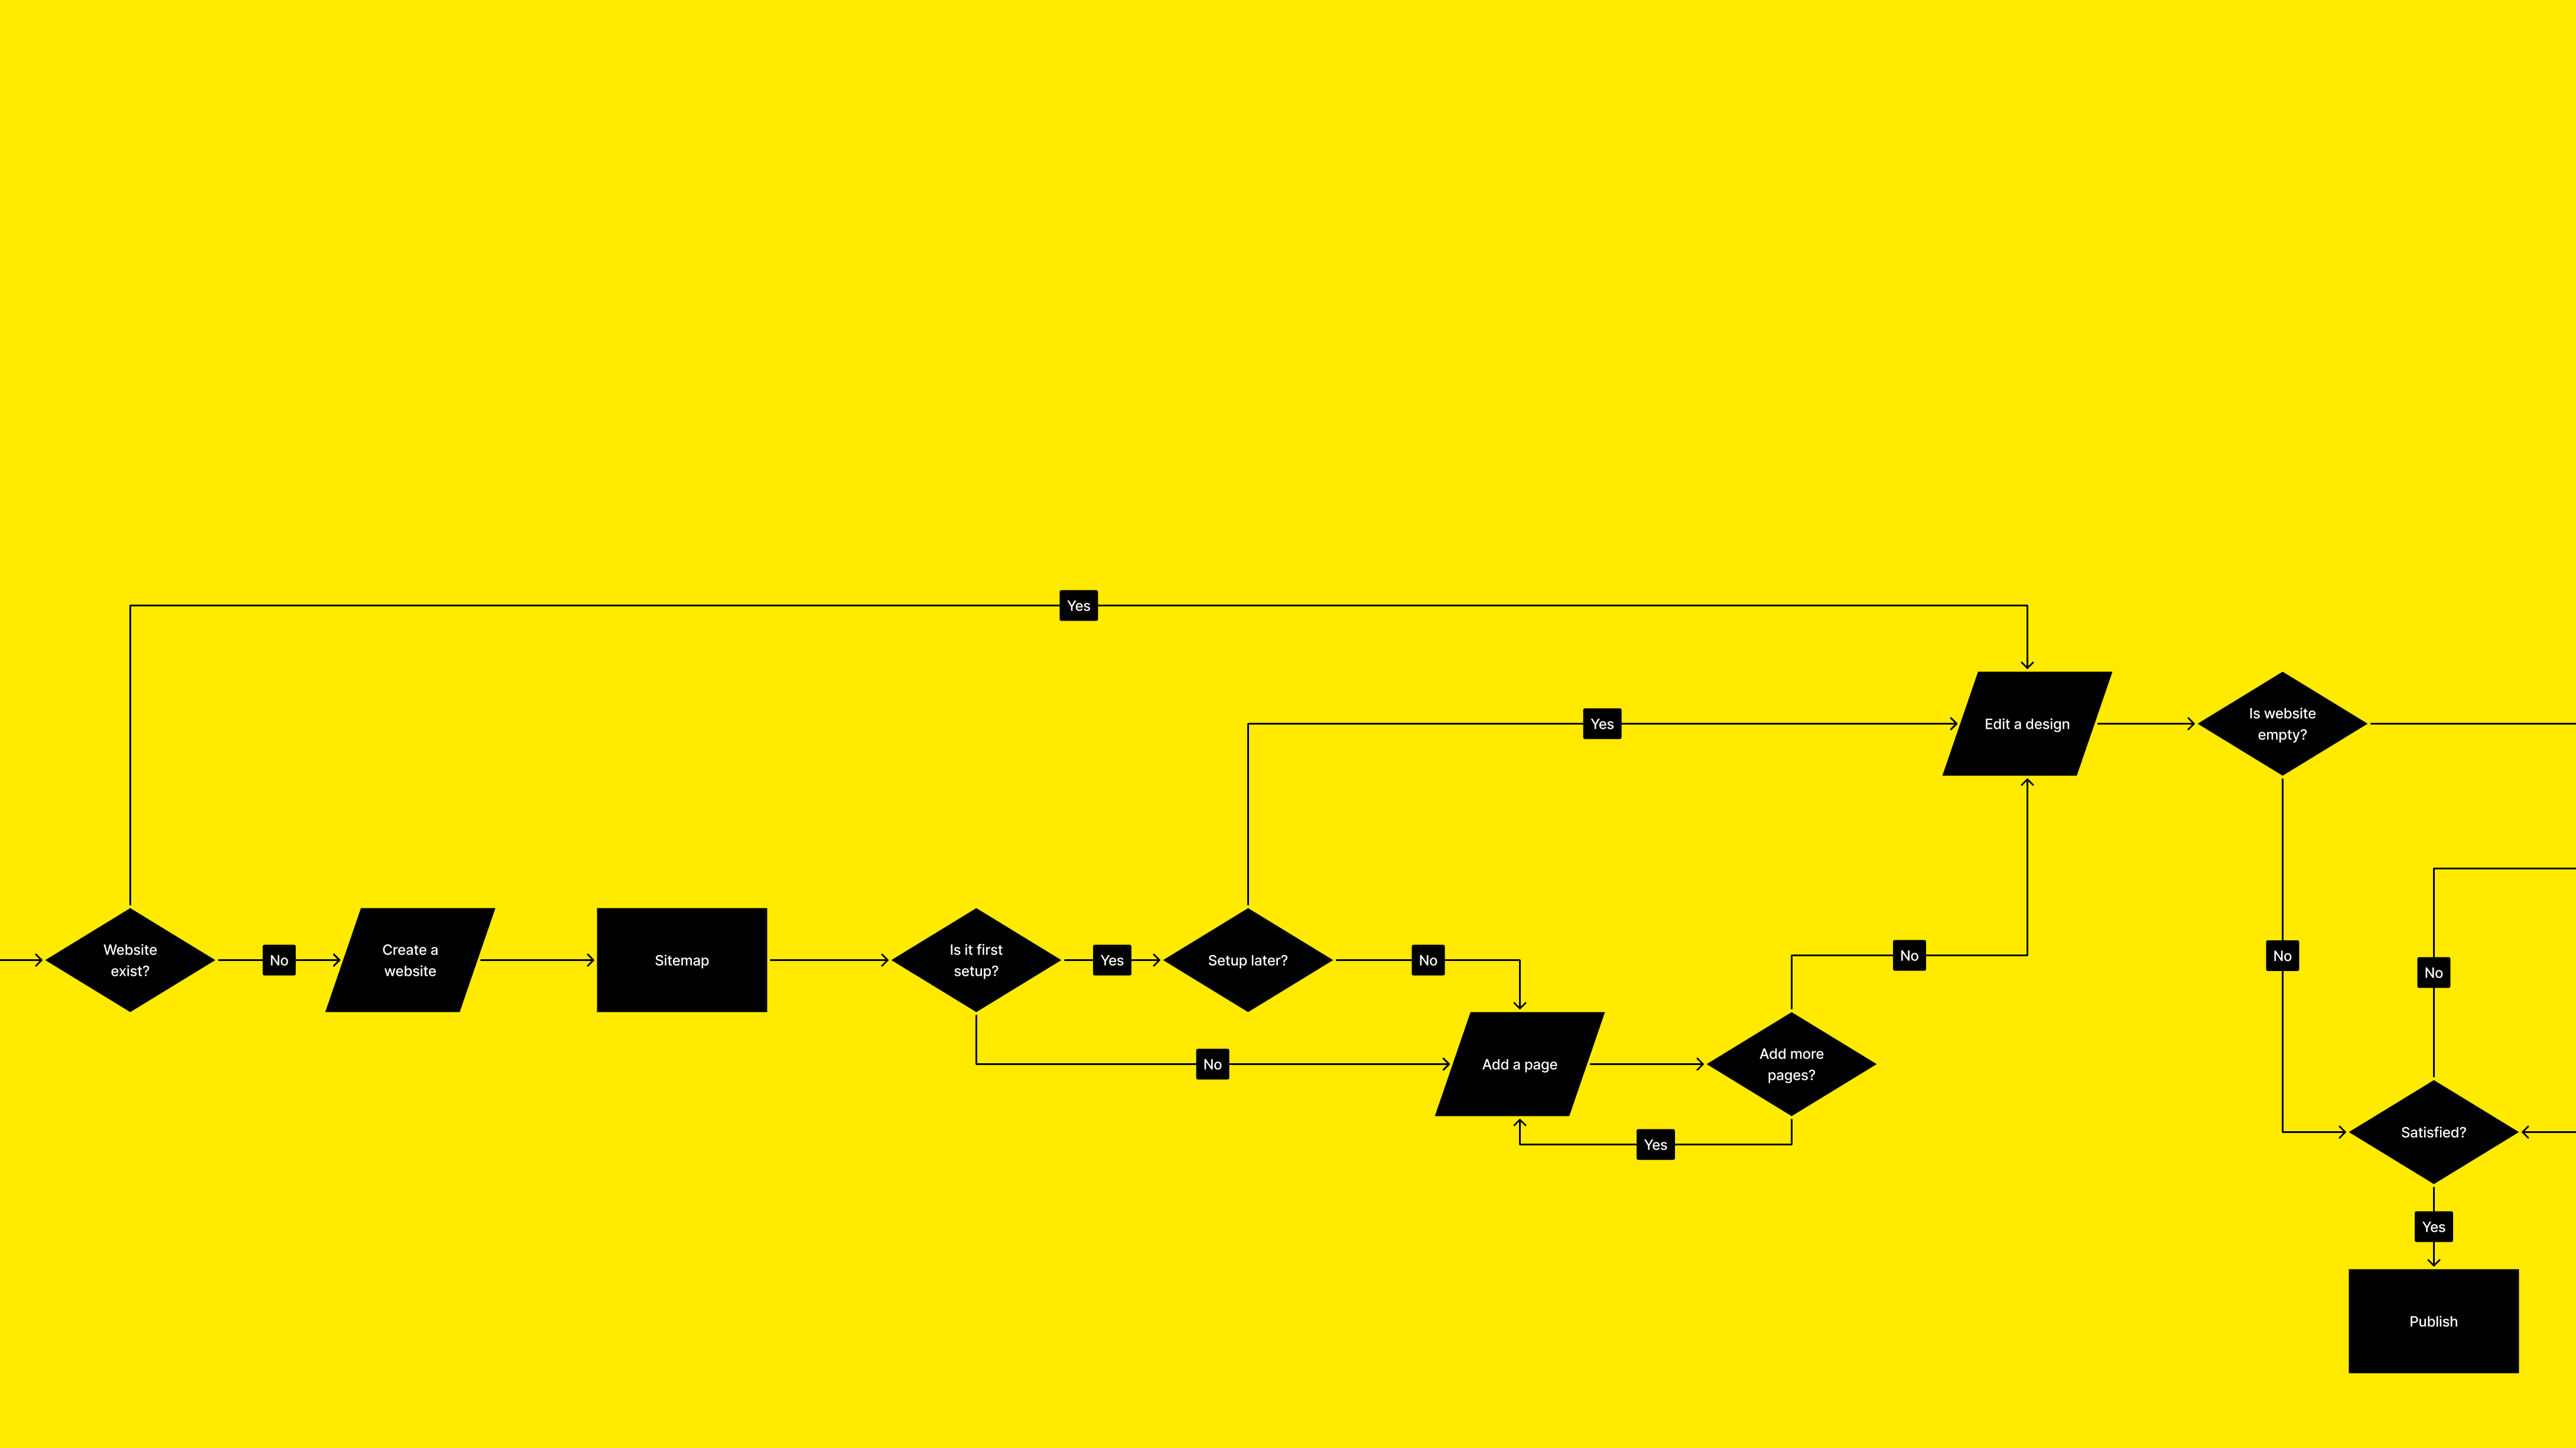 Yes
Yes
Edit a design
Is website
empty?
Website
exist?
No
Create a
website
Sitemap
Is it first
setup?
Yes
Setup later?
No
No
No
No
No
Add a page
Add more
pages?
Yes
Satisfied?
Yes
Publish